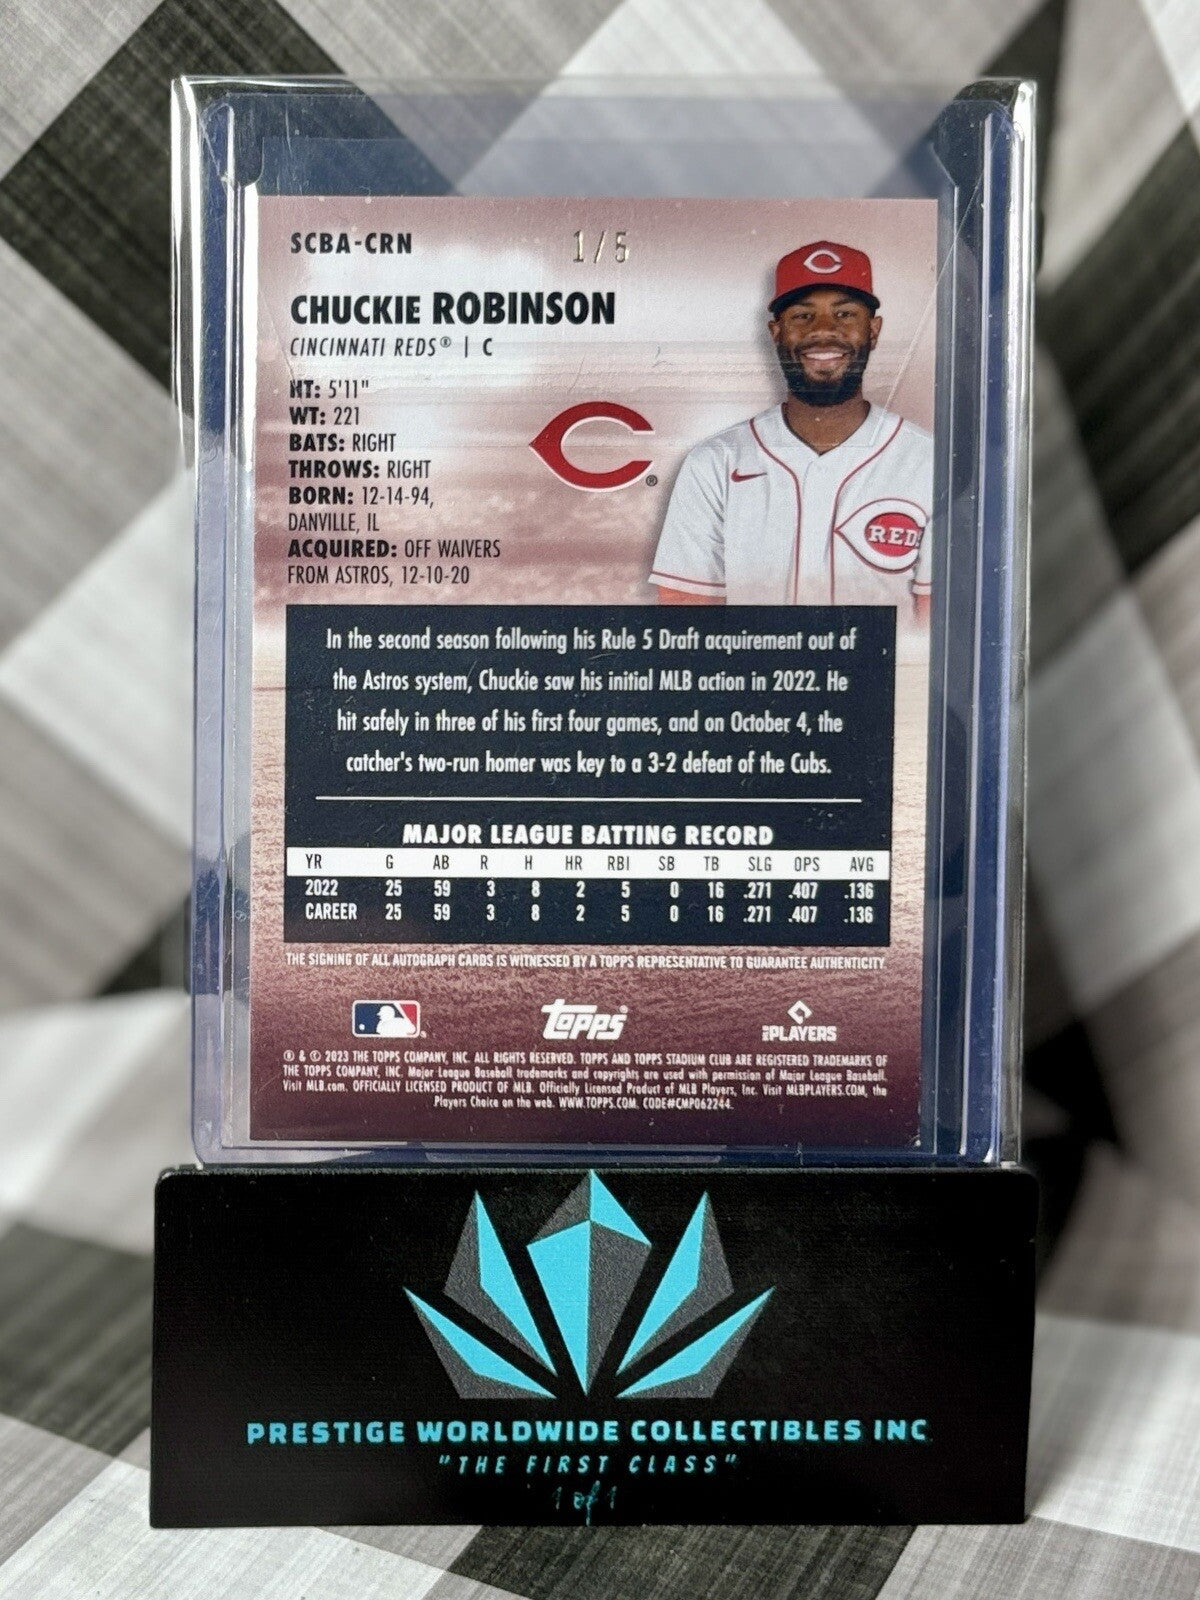 SCBA-CRN
1/5
CHUCKIE ROBINSON
CINCINNATI REDS® | C
HT: 5'11"
WT: 221
BATS: RIGHT
THROWS: RIGHT
BORN: 12-14-94,
DANVILLE, IL
ACQUIRED: OFF WAIVERS
FROM ASTROS, 12-10-20
®
REDS
In the second season following his Rule 5 Draft acquirement out of
the Astros system, Chuckie saw his initial MLB action in 2022. He
hit safely in three of his first four games, and on October 4, the
catcher's two-run homer was key to a 3-2 defeat of the Cubs.
MAJOR LEAGUE BATTING RECORD
YR G AB R H HR RBI SB TB SLG OPS AVG
2022 25 59 3 8 2 5 0 16 .271 .407 .136
CAREER 25 59 3 8 2 5 0 16 .271 .407 .136
THE SIGNING OF ALL AUTOGRAPH CARDS IS WITNESSED BY A TOPPS REPRESENTATIVE TO GUARANTEE AUTHENTICITY.
topps
MLB PLAYERS
® & © 2023 THE TOPPS COMPANY, INC. ALL RIGHTS RESERVED. TOPPS AND TOPPS STADIUM CLUB ARE REGISTERED TRADEMARKS OF
THE TOPPS COMPANY, INC. Major League Baseball trademarks and copyrights are used with permission of Major League Baseball.
Visit MLB.com. OFFICIALLY LICENSED PRODUCT OF MLB. Officially Licensed Product of MLB Players, Inc. Visit MLBPLAYERS.COM, the
Players Choice on the web. WWW.TOPPS.COM. CODE#CMP062244.
PRESTIGE WORLDWIDE COLLECTIBLES INC
"THE FIRST CLASS"
1 of 1